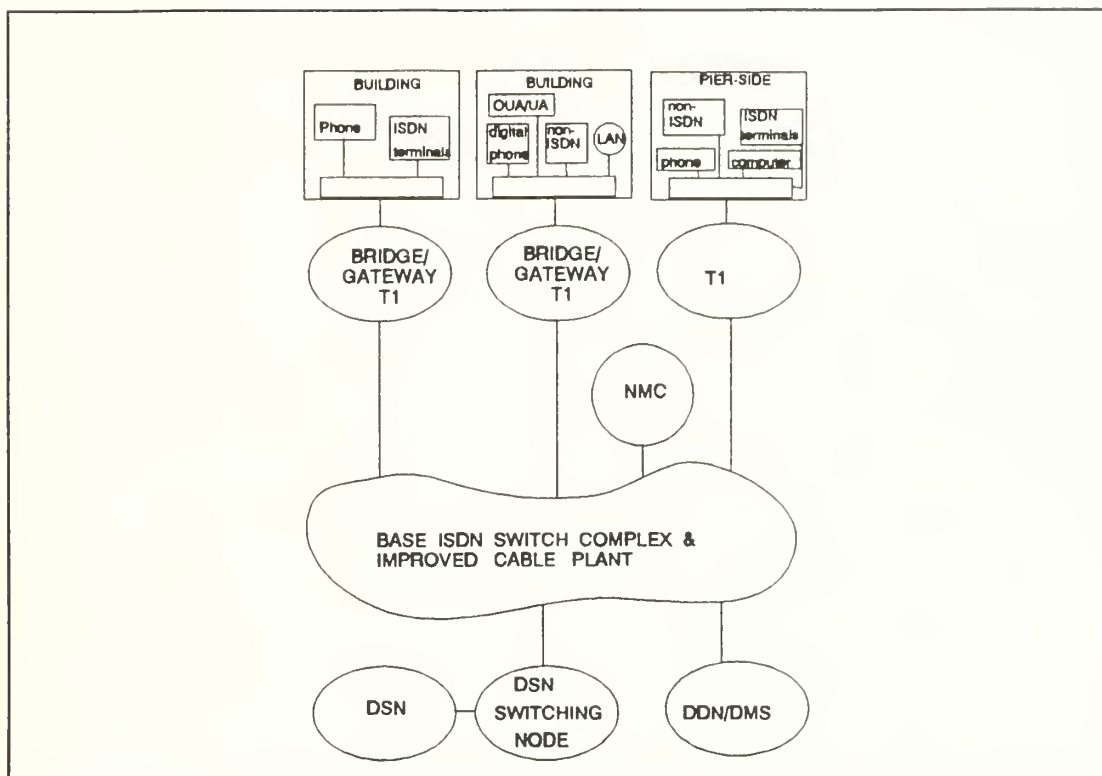 BUILDING
Phone
ISDN
terminals
BUILDING
OUA/UA
digital
phone
non-
ISDN
LAN
PIER-SIDE
non-
ISDN
ISDN
terminals
phone
computer
BRIDGE/
GATEWAY
T1
BRIDGE/
GATEWAY
T1
T1
NMC
BASE ISDN SWITCH COMPLEX &
IMPROVED CABLE PLANT
DSN
DSN
SWITCHING
NODE
DDN/DMS